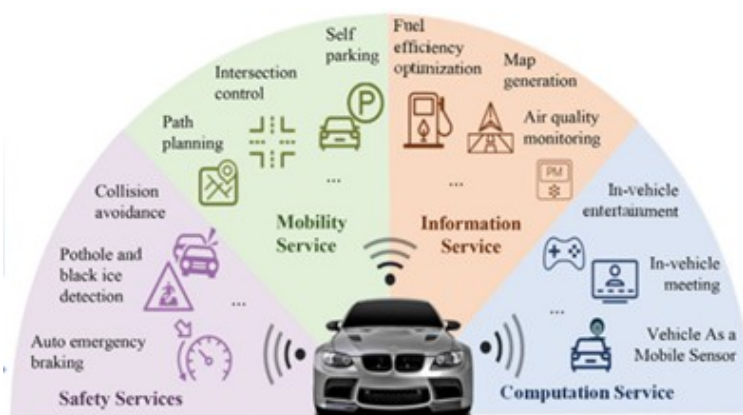 Self
parking
Intersection
control
Path
planning
...
Mobility
Service
Fuel
efficiency
optimization
Map
generation
Air quality
monitoring
PM
...
Information
Service
Collision
avoidance
Pothole and
black ice
detection
...
Auto emergency
braking
Safety Services
In-vehicle
entertainment
In-vehicle
meeting
...
Vehicle As a
Mobile Sensor
Computation Service
P